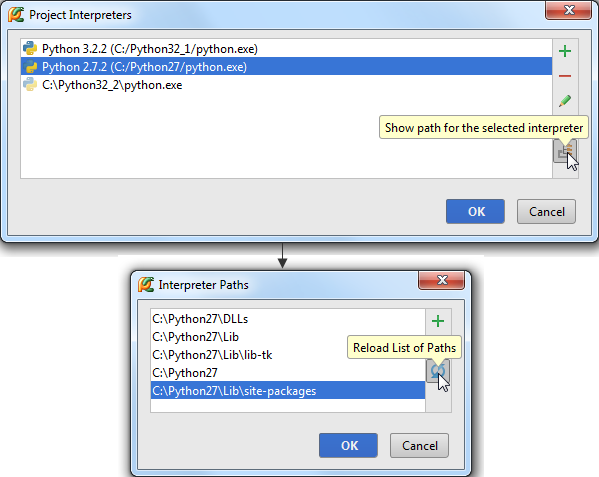 Project Interpreters
Python 3.2.2 (C:/Python32_1/python.exe)
Python 2.7.2 (C:/Python27/python.exe)
C:\Python32_2\python.exe
Show path for the selected interpreter
OK
Cancel
Interpreter Paths
C:\Python27\DLLs
C:\Python27\Lib
C:\Python27\Lib\lib-tk
C:\Python27
C:\Python27\Lib\site-packages
Reload List of Paths
OK
Cancel